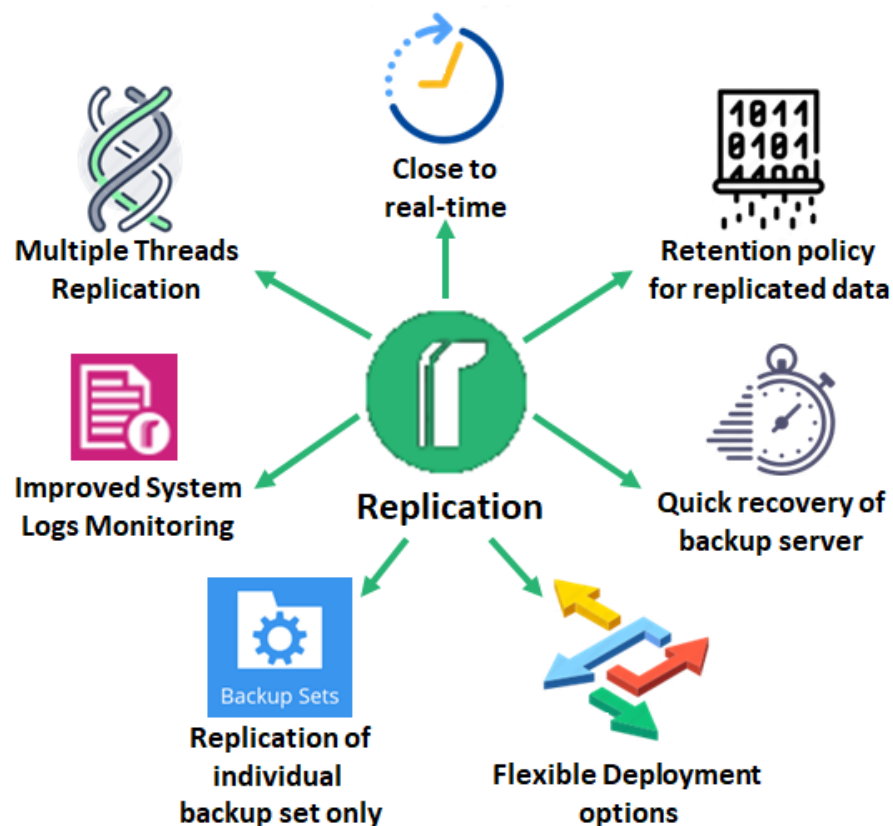 Close to
real-time
Multiple Threads
Replication
1011
0101
1100
Retention policy
for replicated data
Replication
Improved System
Logs Monitoring
Quick recovery of
backup server
Backup Sets
Replication of
individual
backup set only
Flexible Deployment
options